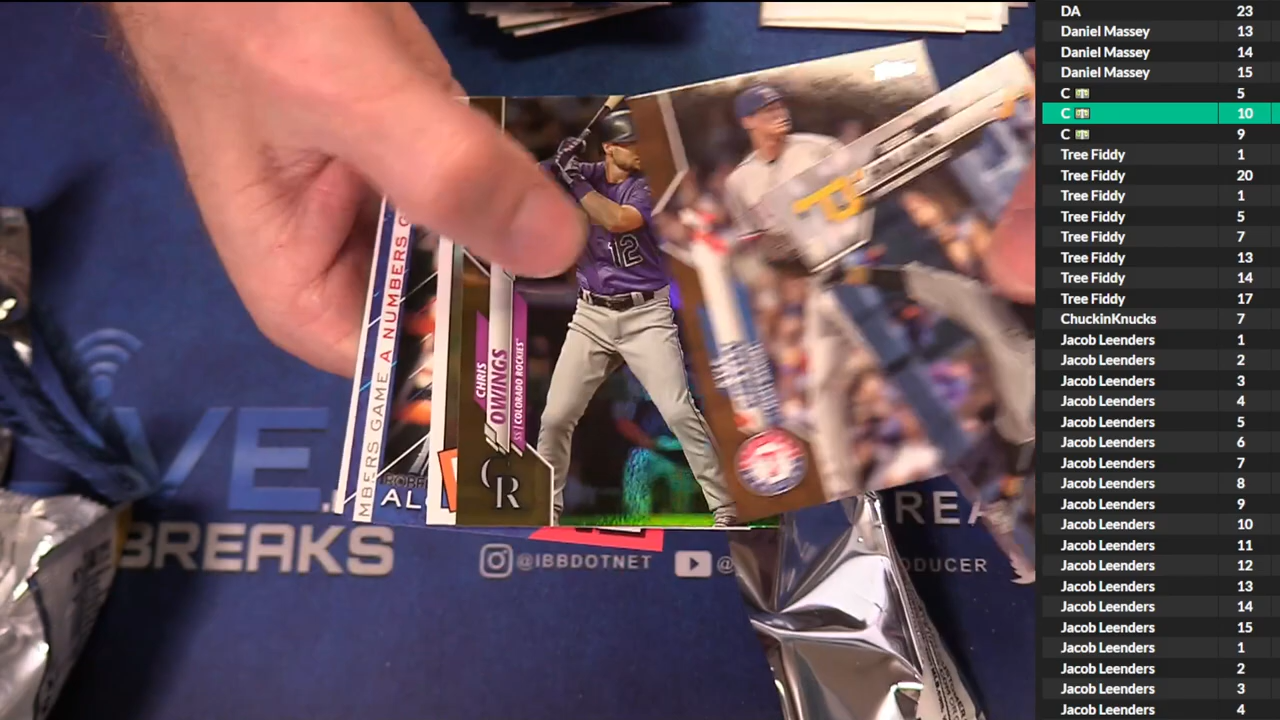 DA 23
Daniel Massey 13
Daniel Massey 14
Daniel Massey 15
C 5
C 10
C 9
Tree Fiddy 1
Tree Fiddy 20
Tree Fiddy 1
Tree Fiddy 5
Tree Fiddy 7
Tree Fiddy 13
Tree Fiddy 14
Tree Fiddy 17
ChuckinKnucks 7
Jacob Leenders 1
Jacob Leenders 2
Jacob Leenders 3
Jacob Leenders 4
Jacob Leenders 5
Jacob Leenders 6
Jacob Leenders 7
Jacob Leenders 8
Jacob Leenders 9
Jacob Leenders 10
Jacob Leenders 11
Jacob Leenders 12
Jacob Leenders 13
Jacob Leenders 14
Jacob Leenders 15
Jacob Leenders 1
Jacob Leenders 2
Jacob Leenders 3
Jacob Leenders 4
A NUMBERS G
MBERS GAME
12
CHRIS
OWINGS
SS | COLORADO ROCKIES
CR
AL
VE.
BREAKS
@IBBDOTNET
@
REA
ODUCER